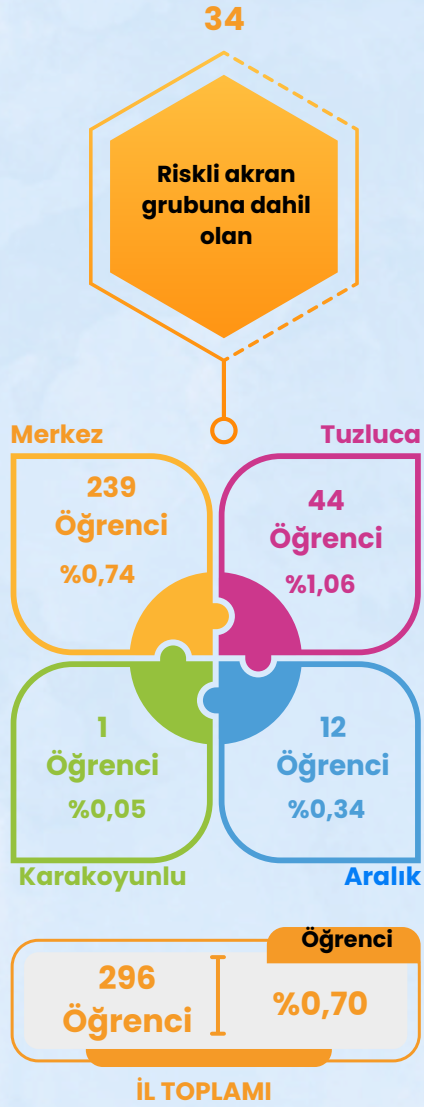 34
Riskli akran
grubuna dahil
olan
Merkez
239
Öğrenci
%0,74
Tuzluca
44
Öğrenci
%1,06
1
Öğrenci
%0,05
Karakoyunlu
12
Öğrenci
%0,34
Aralık
Öğrenci
296
Öğrenci
%0,70
İL TOPLAMI